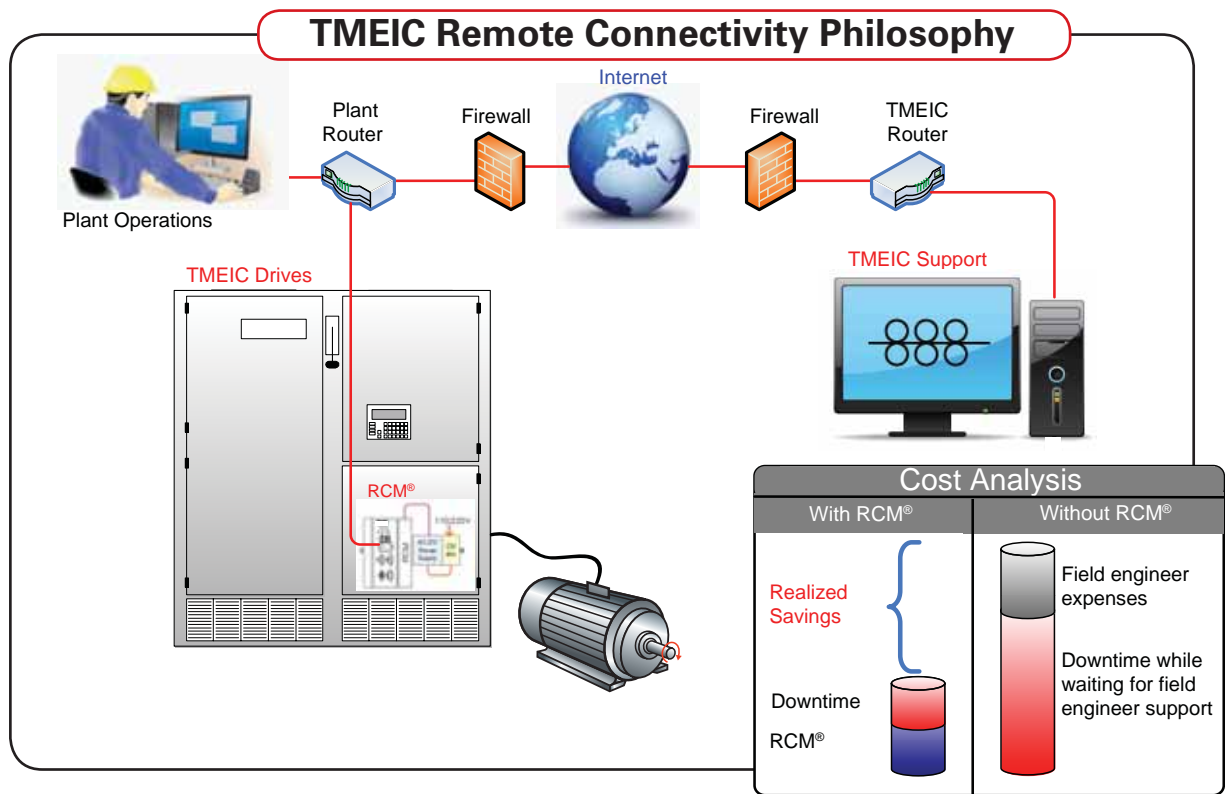 TMEIC Remote Connectivity Philosophy
Internet
Plant
Router
Firewall
Firewall
TMEIC
Router
Plant Operations
TMEIC Drives
TMEIC Support
RCM®
RCM
Cost Analysis
With RCM®
Without RCM®
Realized
Savings
Field engineer
expenses
Downtime
RCM®
Downtime while
waiting for field
engineer support